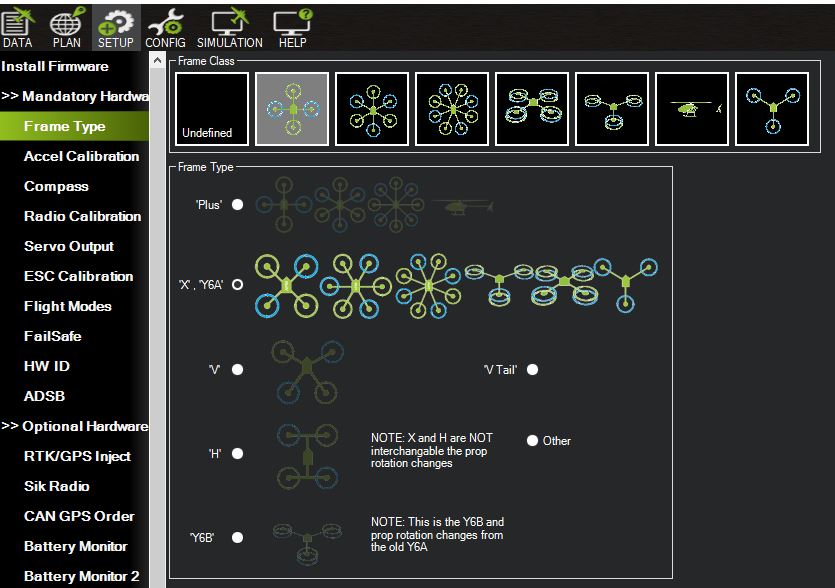 DATA PLAN SETUP CONFIG SIMULATION HELP
Install Firmware
>> Mandatory Hardwa
Frame Type
Accel Calibration
Compass
Radio Calibration
Servo Output
ESC Calibration
Flight Modes
FailSafe
HW ID
ADSB
>> Optional Hardware
RTK/GPS Inject
Sik Radio
CAN GPS Order
Battery Monitor
Battery Monitor 2
Frame Class
Undefined
Frame Type
'Plus'
'X' , 'Y6A'
'V'
'V Tail'
'H'
NOTE: X and H are NOT
interchangable the prop
rotation changes
Other
'Y6B'
NOTE: This is the Y6B and
prop rotation changes from
the old Y6A